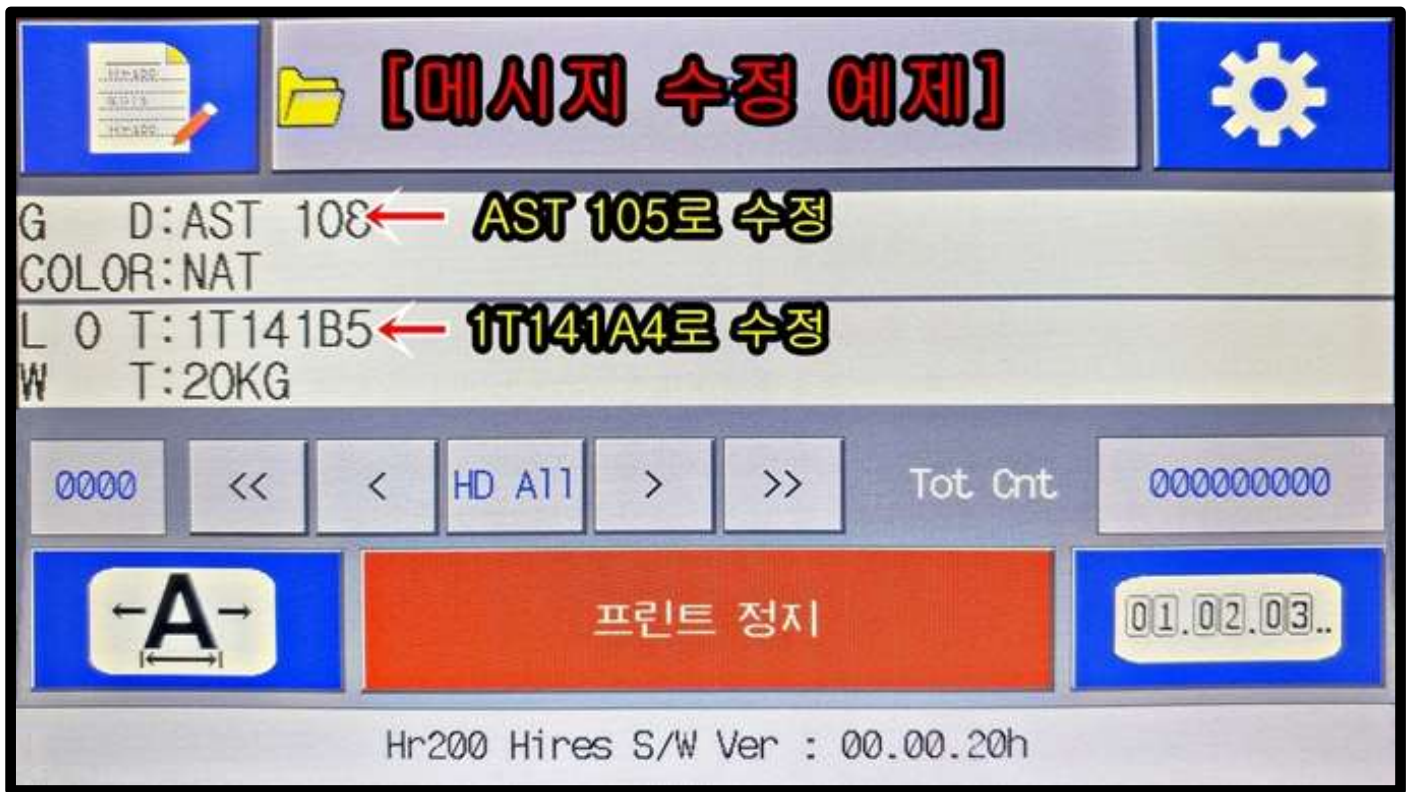 Hr100
Hr100
[메시지 수정 예제]
G D:AST 108 ← AST 105로 수정
COLOR:NAT
L O T:1T141B5 ← 1T141A4로 수정
W T:20KG
0000 << < HD All > >> Tot Cnt 000000000
←A→ 프린트 정지 01.02.03..
Hr200 Hires S/W Ver : 00.00.20h